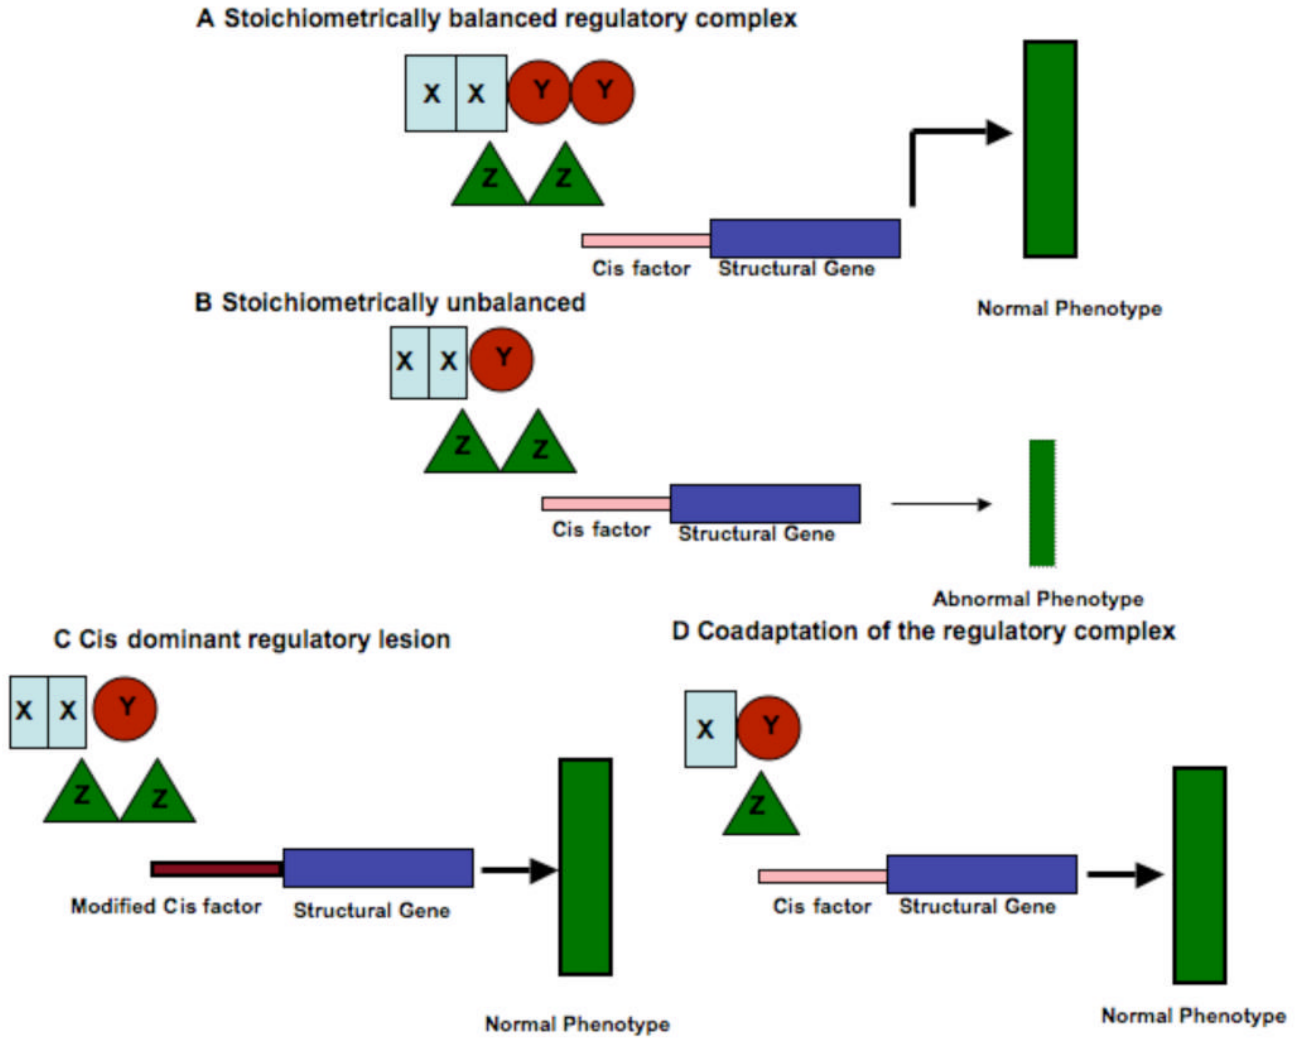 A Stoichiometrically balanced regulatory complex
X X Y Y
Z Z
Cis factor Structural Gene
Normal Phenotype
B Stoichiometrically unbalanced
X X Y
Z Z
Cis factor Structural Gene
Abnormal Phenotype
C Cis dominant regulatory lesion
X X Y
Z Z
Modified Cis factor Structural Gene
Normal Phenotype
D Coadaptation of the regulatory complex
X Y
Z
Cis factor Structural Gene
Normal Phenotype